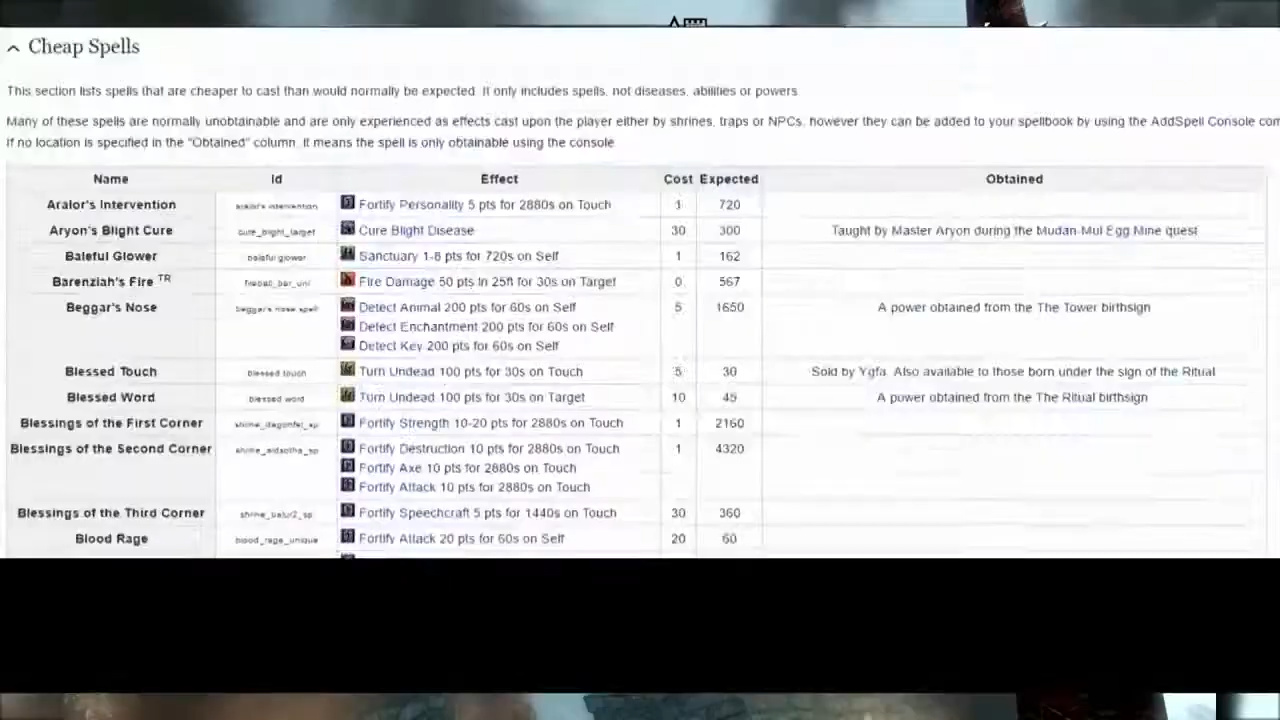 Cheap Spells
This section lists spells that are cheaper to cast than would normally be expected. It only includes spells, not diseases, abilities or powers.
Many of these spells are normally unobtainable and are only experienced as effects cast upon the player either by shrines, traps or NPCs, however they can be added to your spellbook by using the AddSpell Console com
If no location is specified in the "Obtained" column, it means the spell is only obtainable using the console
Name Id Effect Cost Expected Obtained
Aralor's Intervention aralor's intervention Fortify Personality 5 pts for 2880s on Touch 1 720
Aryon's Blight Cure cure_blight_target Cure Blight Disease 30 300 Taught by Master Aryon during the Mudan-Mul Egg Mine quest
Baleful Glower baleful glower Sanctuary 1-8 pts for 720s on Self 1 162
Barenziah's Fire TR fireball_bar_uni Fire Damage 50 pts in 25ft for 30s on Target 0 567
Beggar's Nose beggar's nose spell Detect Animal 200 pts for 60s on Self 5 1650 A power obtained from the The Tower birthsign
Detect Enchantment 200 pts for 60s on Self
Detect Key 200 pts for 60s on Self
Blessed Touch blessed touch Turn Undead 100 pts for 30s on Touch 5 30 Sold by Ygfa. Also available to those born under the sign of the Ritual
Blessed Word blessed word Turn Undead 100 pts for 30s on Target 10 45 A power obtained from the The Ritual birthsign
Blessings of the First Corner shrine_dagonfel_sp Fortify Strength 10-20 pts for 2880s on Touch 1 2160
Blessings of the Second Corner Fortify Destruction 10 pts for 2880s on Touch 1 4320
Fortify Axe 10 pts for 2880s on Touch
Fortify Attack 10 pts for 2880s on Touch
Blessings of the Third Corner Fortify Speechcraft 5 pts for 1440s on Touch 30 360
Blood Rage blood_rage_unique Fortify Attack 20 pts for 60s on Self 20 60